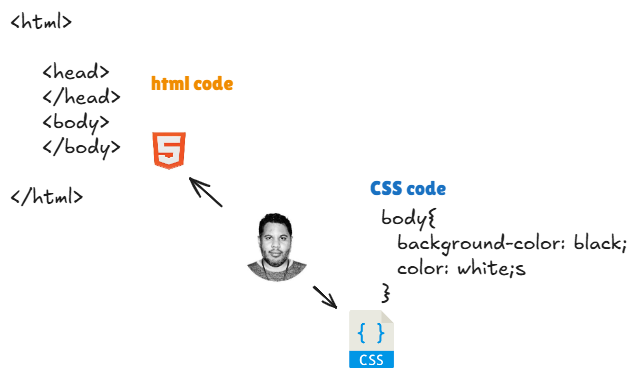 <html>
<head>
</head>
<body>
</body>
</html>
html code
5
CSS code
body{
background-color: black;
color: white;s
}
{ }
CSS